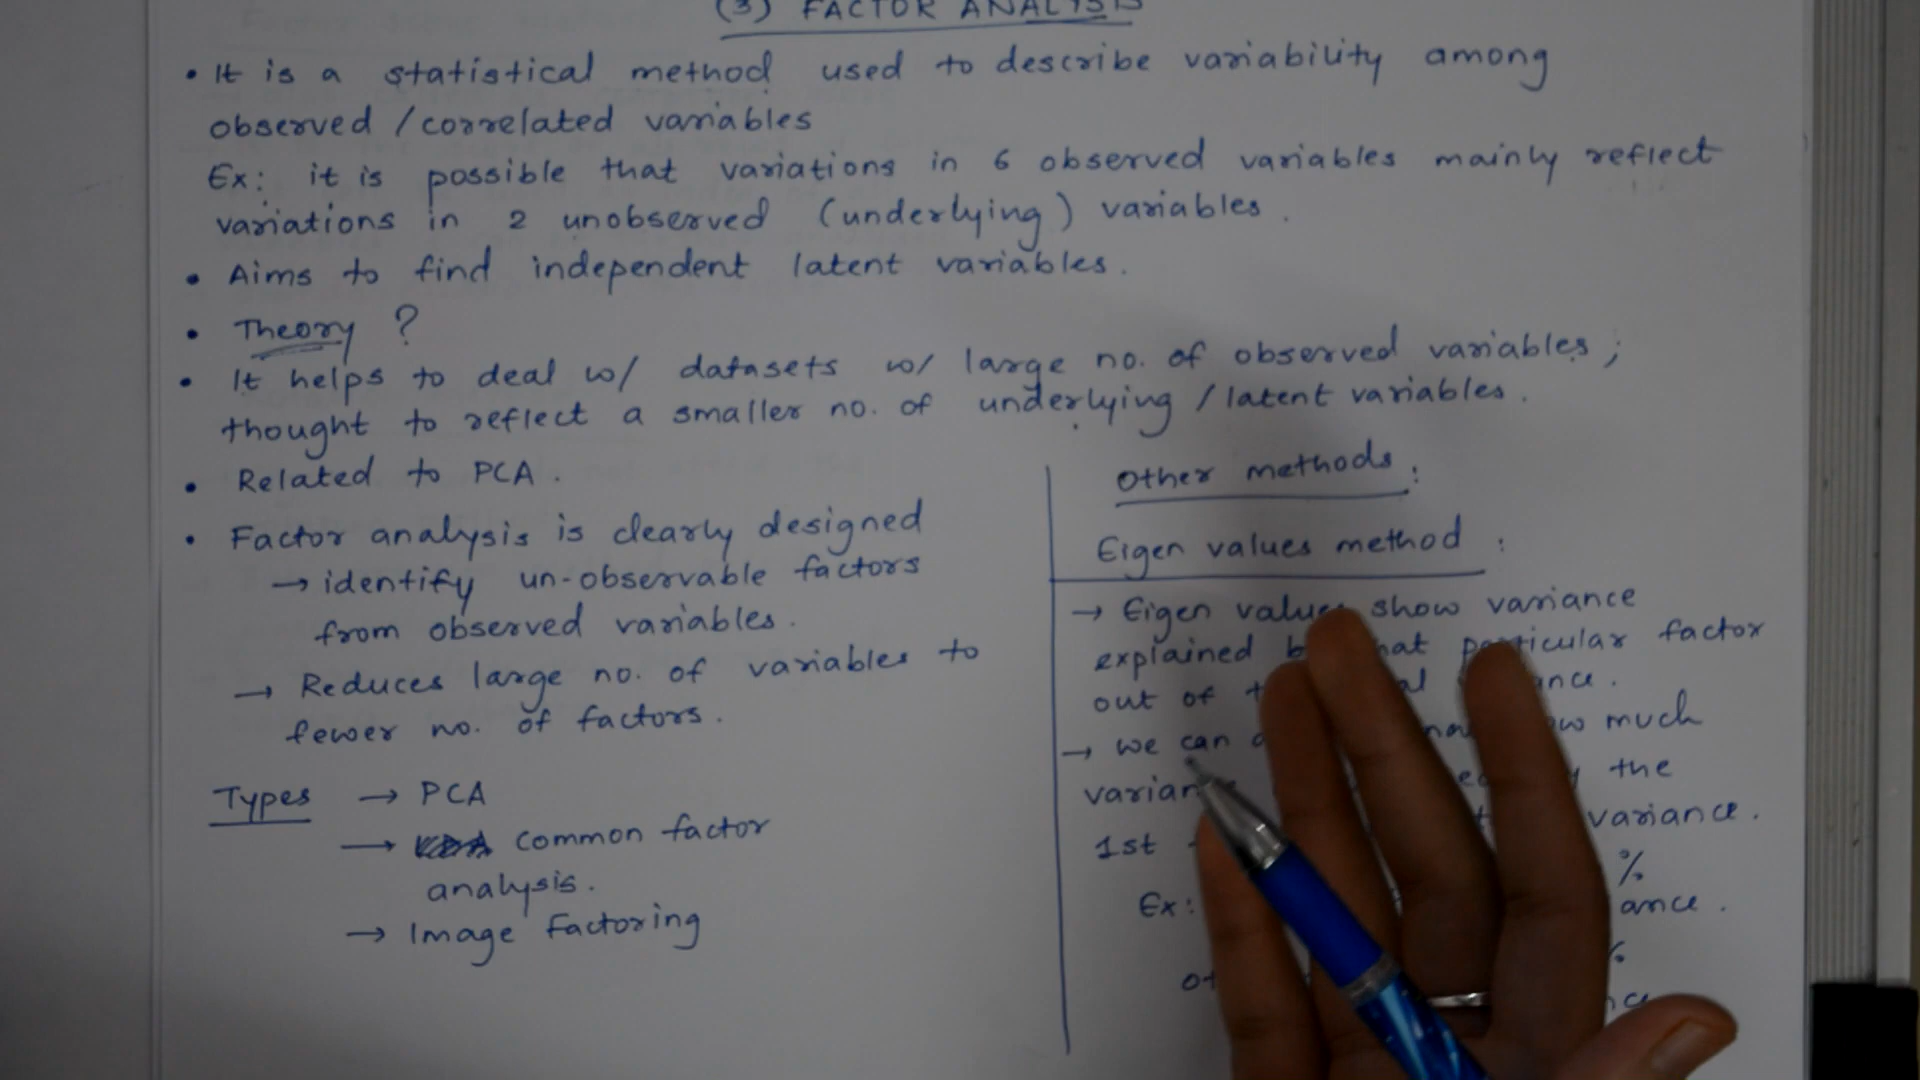 (3) FACTOR ANALYSIS
• It is a statistical method used to describe variability among
observed / correlated variables
Ex: it is possible that variations in 6 observed variables mainly reflect
variations in 2 unobserved (underlying) variables.
• Aims to find independent latent variables.
• Theory ?
• It helps to deal w/ datasets w/ large no. of observed variables ;
thought to reflect a smaller no. of underlying / latent variables.
• Related to PCA.
• Factor analysis is clearly designed
→ identify un-observable factors
from observed variables.
→ Reduces large no. of variables to
fewer no. of factors.
Types → PCA
→ common factor
analysis.
→ Image Factoring
Other methods :
Eigen values method :
→ Eigen values show variance
explained particular factor
out of
→ we can much
the
1st variance.
%
Ex: